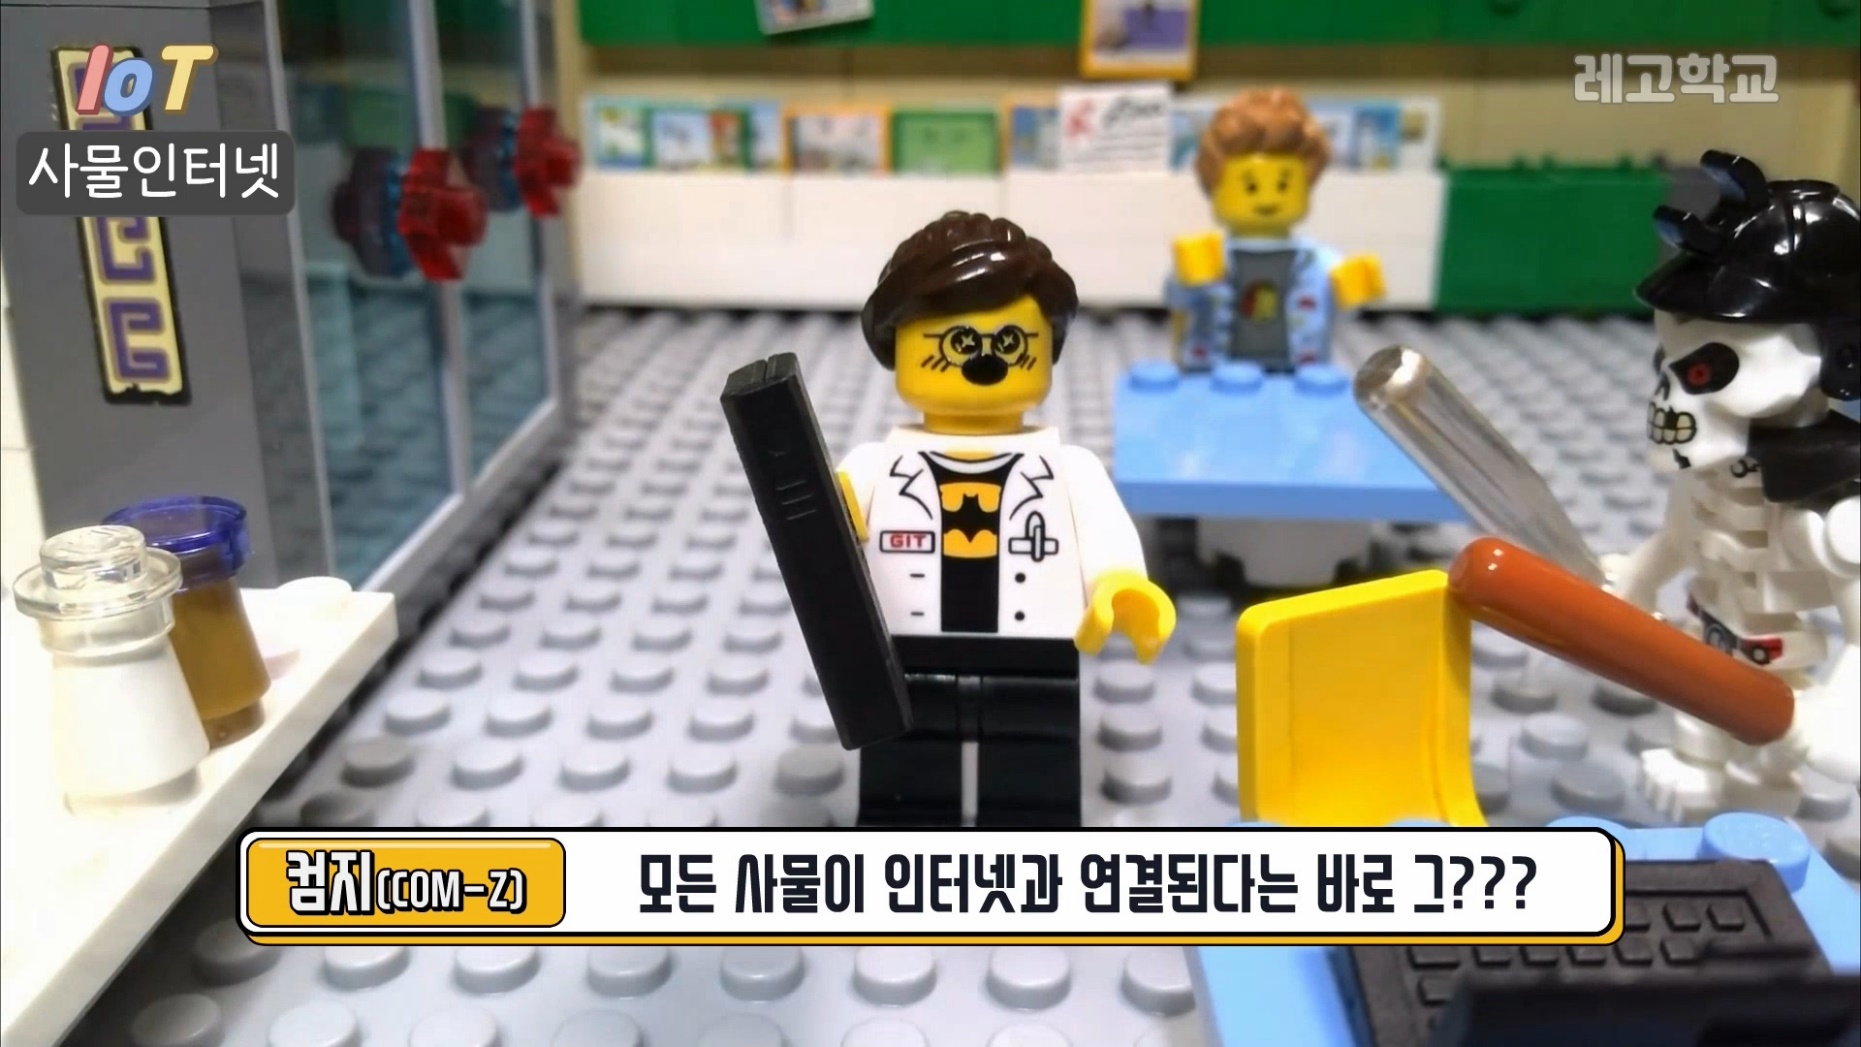 IoT
사물인터넷
레고학교
GIT
컴지(COM-Z)
모든 사물이 인터넷과 연결된다는 바로 그???